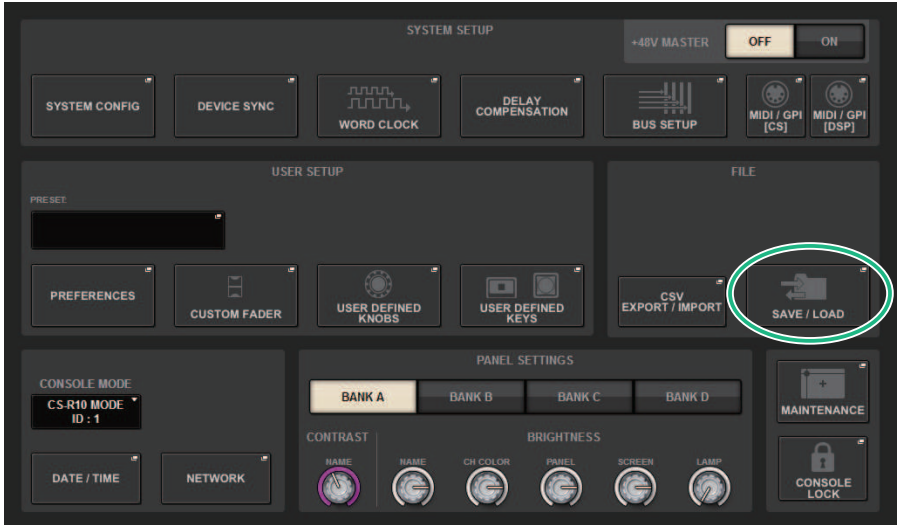 SYSTEM SETUP
+48V MASTER
OFF
ON
SYSTEM CONFIG
DEVICE SYNC
WORD CLOCK
DELAY
COMPENSATION
BUS SETUP
MIDI / GPI
[CS]
MIDI / GPI
[DSP]
USER SETUP
PRESET:
PREFERENCES
CUSTOM FADER
USER DEFINED
KNOBS
USER DEFINED
KEYS
FILE
CSV
EXPORT / IMPORT
SAVE / LOAD
CONSOLE MODE
CS-R10 MODE
ID : 1
DATE / TIME
NETWORK
PANEL SETTINGS
BANK A
BANK B
BANK C
BANK D
CONTRAST
BRIGHTNESS
NAME
NAME
CH COLOR
PANEL
SCREEN
LAMP
MAINTENANCE
CONSOLE
LOCK